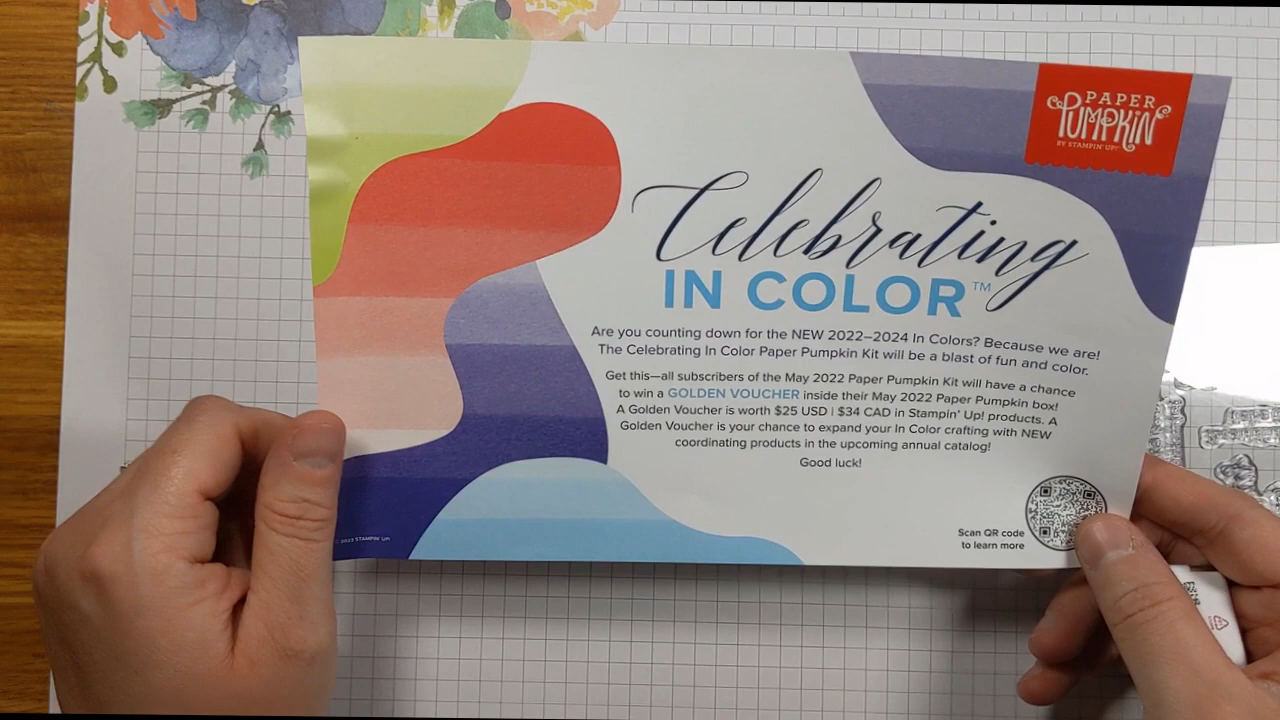 PAPER
PUMPKIN
BY STAMPIN' UP!
Celebrating
IN COLOR™
Are you counting down for the NEW 2022–2024 In Colors? Because we are!
The Celebrating In Color Paper Pumpkin Kit will be a blast of fun and color.
Get this—all subscribers of the May 2022 Paper Pumpkin Kit will have a chance
to win a GOLDEN VOUCHER inside their May 2022 Paper Pumpkin box!
A Golden Voucher is worth $25 USD | $34 CAD in Stampin' Up! products. A
Golden Voucher is your chance to expand your In Color crafting with NEW
coordinating products in the upcoming annual catalog!
Good luck!
Scan QR code
to learn more
STAMPIN' UP!